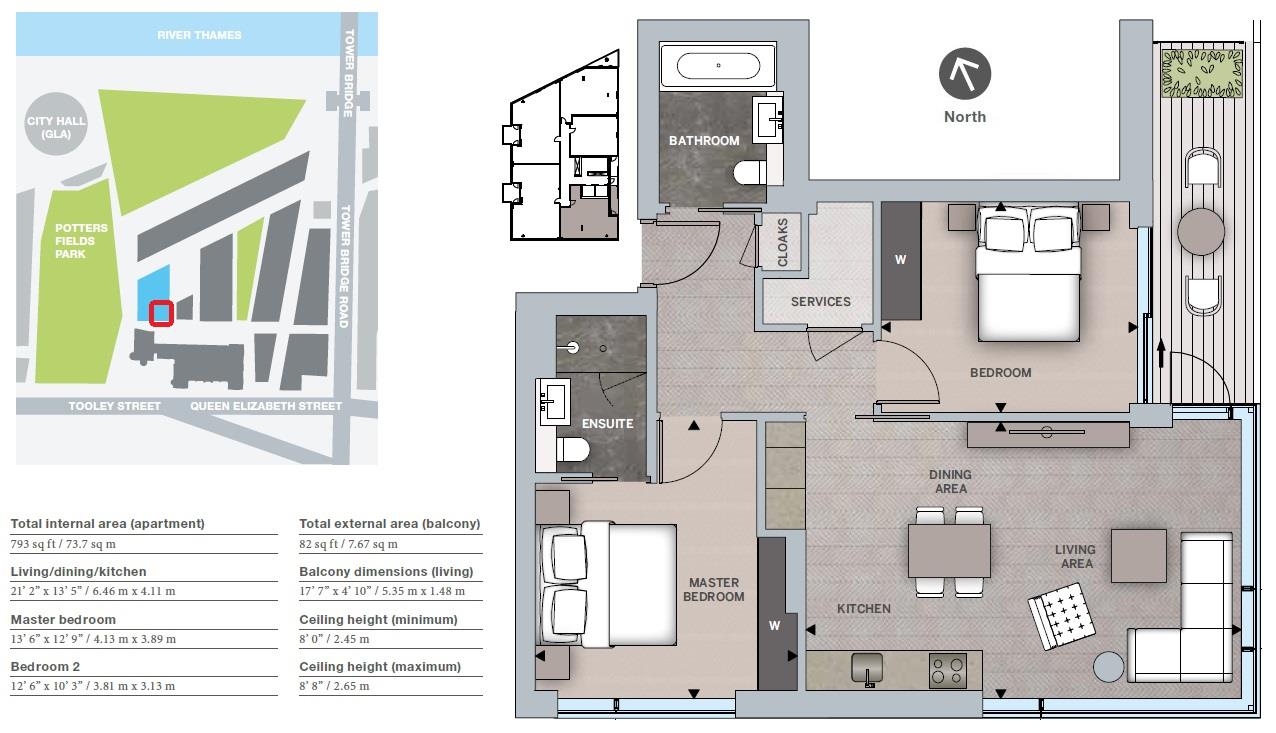 RIVER THAMES
TOWER BRIDGE
CITY HALL
(GLA)
POTTERS
FIELDS
PARK
TOWER BRIDGE ROAD
TOOLEY STREET
QUEEN ELIZABETH STREET
Total internal area (apartment)
793 sq ft / 73.7 sq m
Living/dining/kitchen
21’ 2” x 13’ 5” / 6.46 m x 4.11 m
Master bedroom
13’ 6” x 12’ 9” / 4.13 m x 3.89 m
Bedroom 2
12’ 6” x 10’ 3” / 3.81 m x 3.13 m
Total external area (balcony)
82 sq ft / 7.67 sq m
Balcony dimensions (living)
17’ 7” x 4’ 10” / 5.35 m x 1.48 m
Ceiling height (minimum)
8’ 0” / 2.45 m
Ceiling height (maximum)
8’ 8” / 2.65 m
North
BATHROOM
CLOAKS
SERVICES
W
BEDROOM
ENSUITE
DINING
AREA
LIVING
AREA
MASTER
BEDROOM
KITCHEN
W